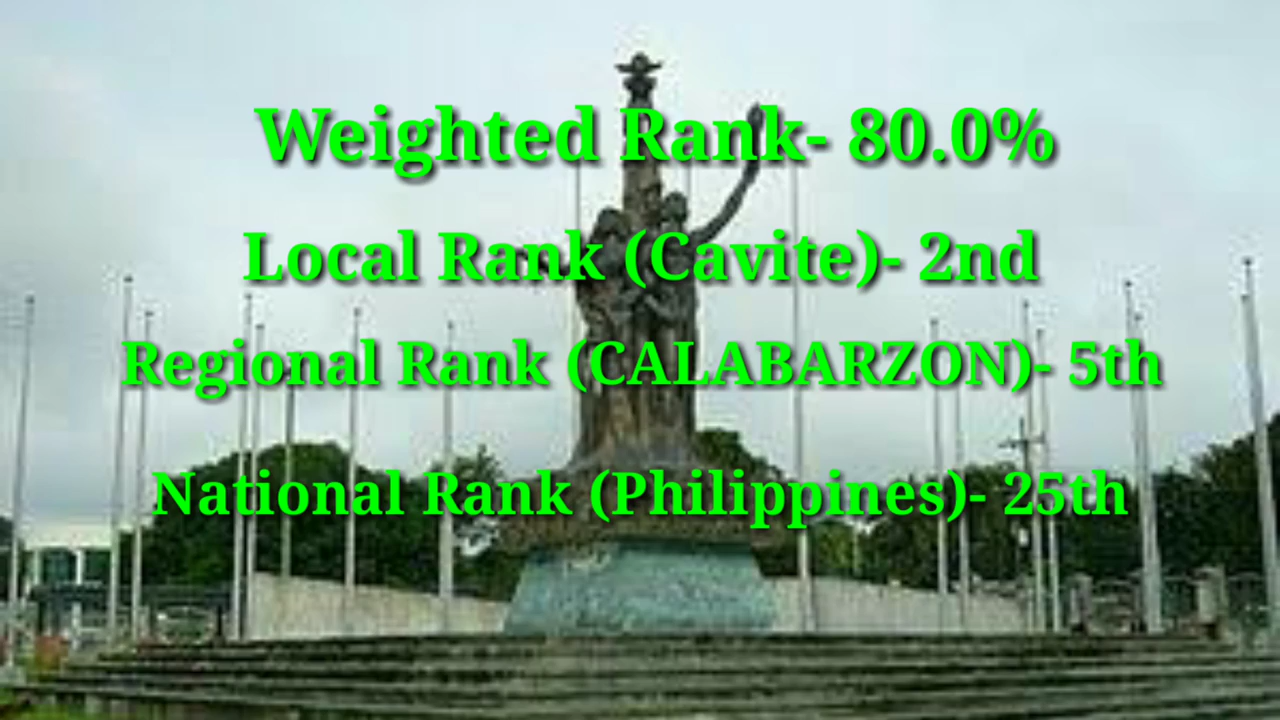 Weighted Rank- 80.0%
Local Rank (Cavite)- 2nd
Regional Rank (CALABARZON)- 5th
National Rank (Philippines)- 25th